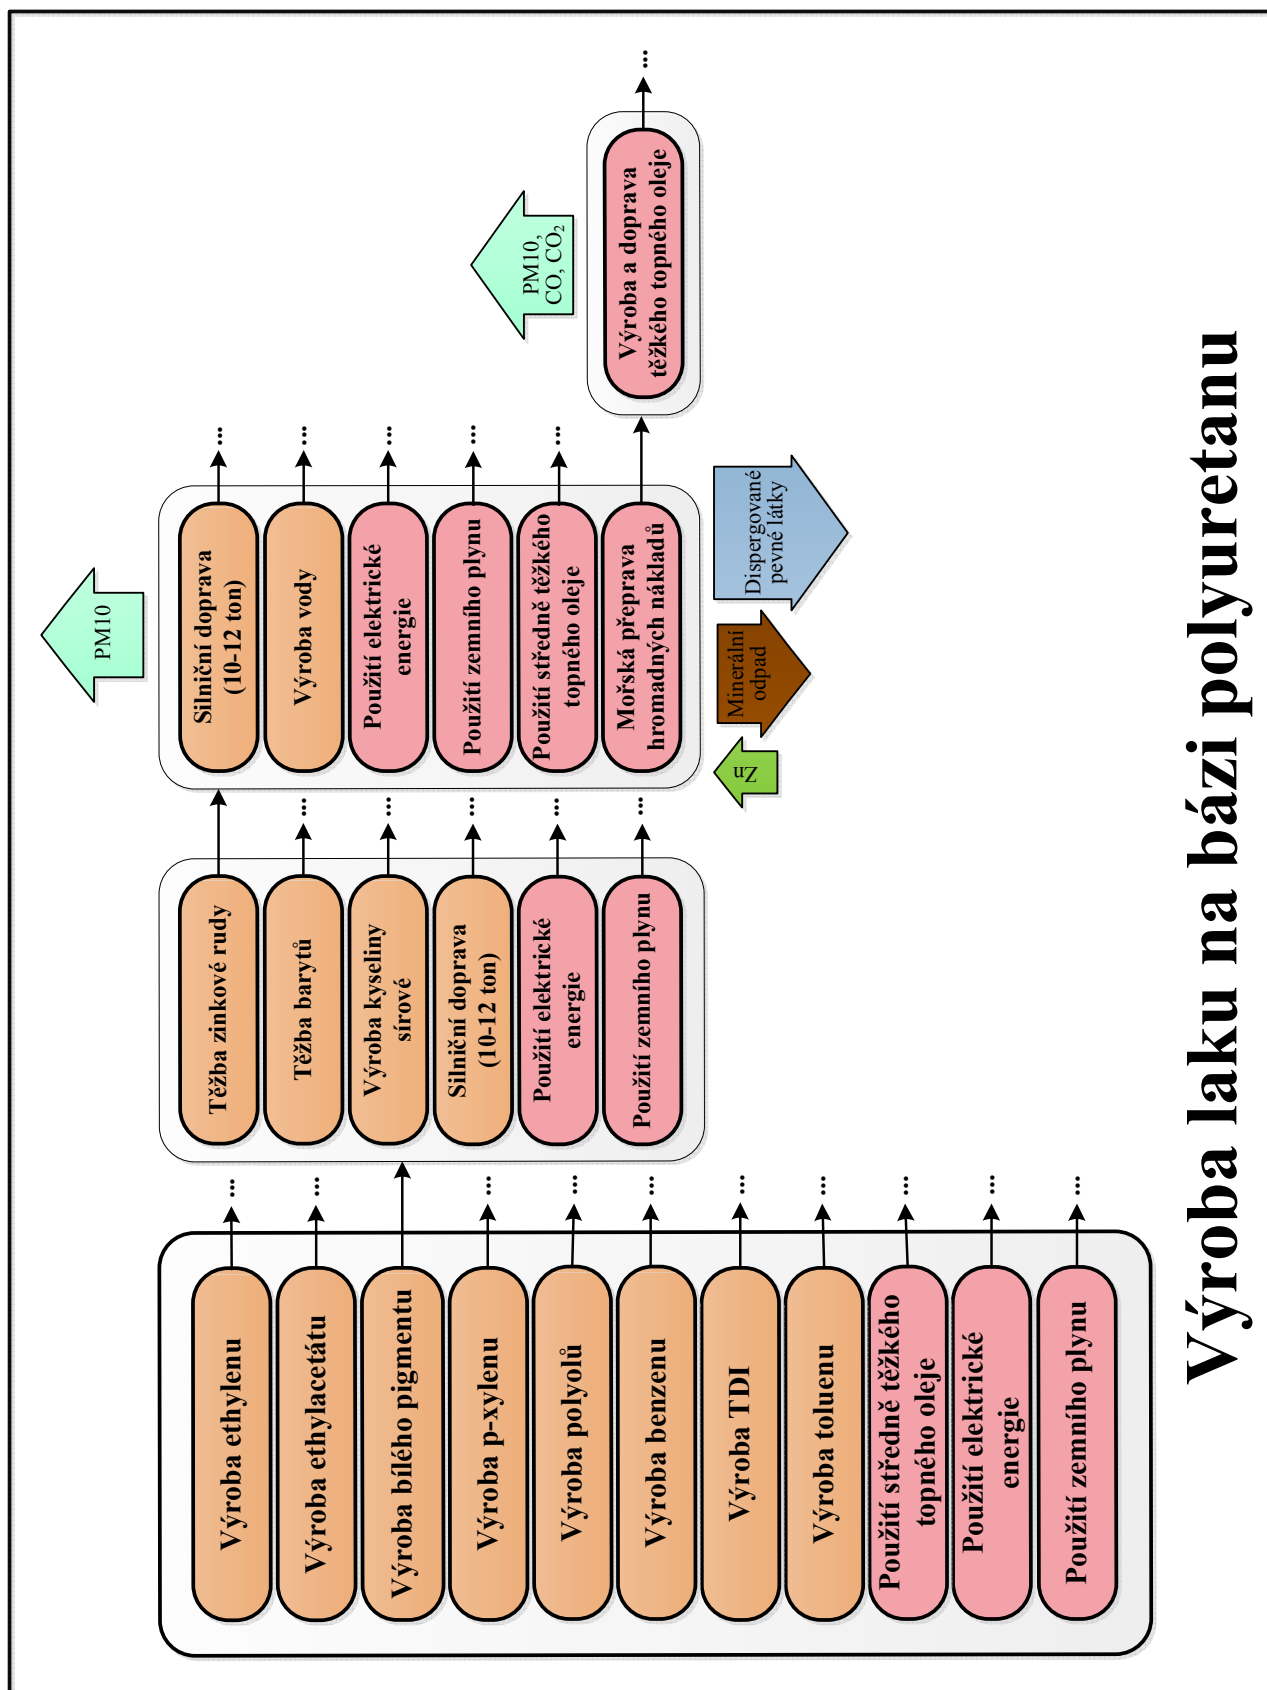 Výroba ethylenu
...
Výroba ethylacetátu
...
Výroba bílého pigmentu
Výroba p-xylenu
...
Výroba polyolů
...
Výroba benzenu
...
Výroba TDI
...
Výroba toluenu
...
Použití středně těžkého
topného oleje
...
Použití elektrické
energie
...
Použití zemního plynu
...
Těžba zinkové rudy
Těžba barytů
...
Výroba kyseliny
sírové
...
Silniční doprava
(10-12 ton)
...
Použití elektrické
energie
...
Použití zemního plynu
...
PM10
Silniční doprava
(10-12 ton)
...
Výroba vody
...
Použití elektrické
energie
...
Použití zemního plynu
...
Použití středně těžkého
topného oleje
...
Mořská přeprava
hromadných nákladů
Zn
Minerální
odpad
Dispergované
pevné látky
PM10,
CO, CO₂
Výroba a doprava
těžkého topného oleje
...
Výroba laku na bázi polyuretanu